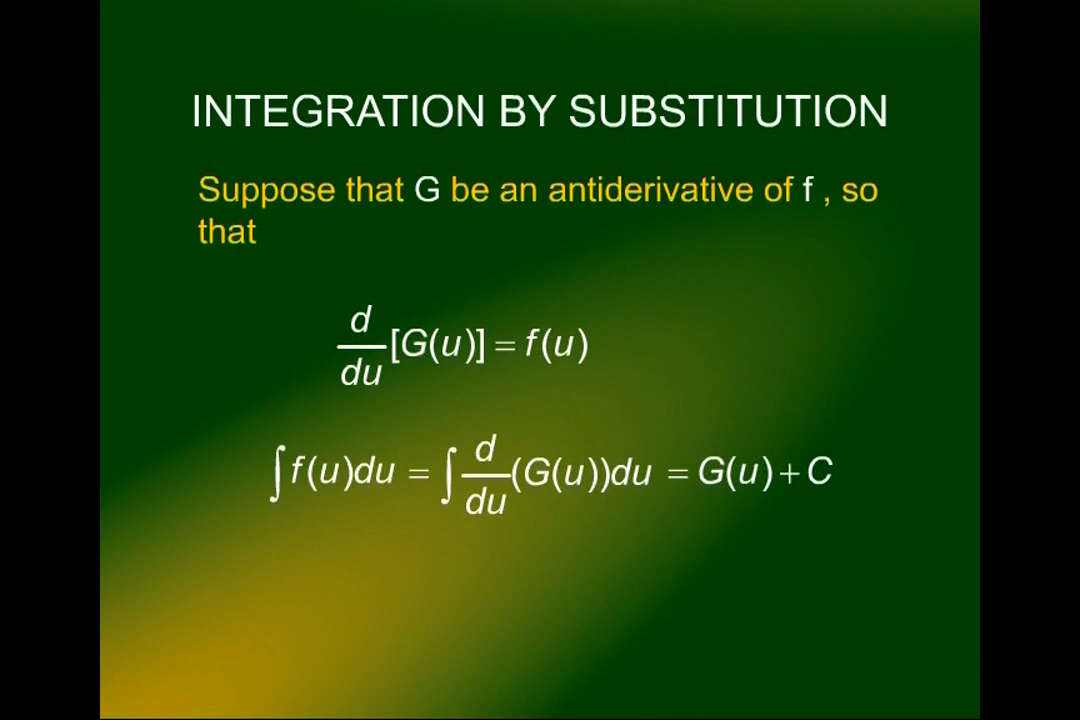 INTEGRATION BY SUBSTITUTION
Suppose that G be an antiderivative of f , so
that
d/du [G(u)] = f(u)
∫f(u)du = ∫ d/du (G(u))du = G(u) + C